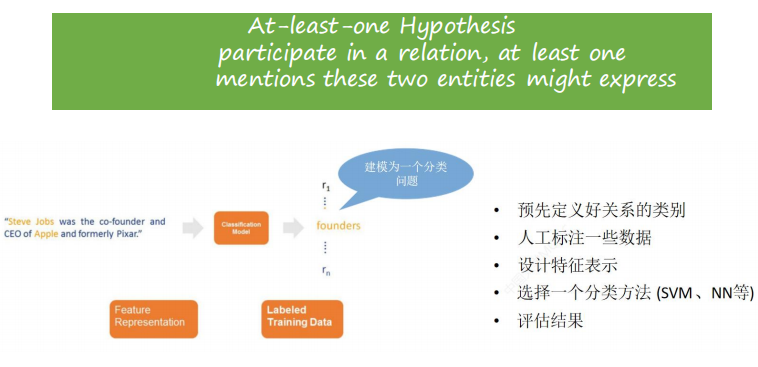 At-least-one Hypothesis
participate in a relation, at least one
mentions these two entities might express
建模为一个分类
问题
r1
⋮
founders
⋮
rn
"Steve Jobs was the co-founder and
CEO of Apple and formerly Pixar."
Classification
Model
Feature
Representation
Labeled
Training Data
• 预先定义好关系的类别
• 人工标注一些数据
• 设计特征表示
• 选择一个分类方法 (SVM、NN等)
• 评估结果